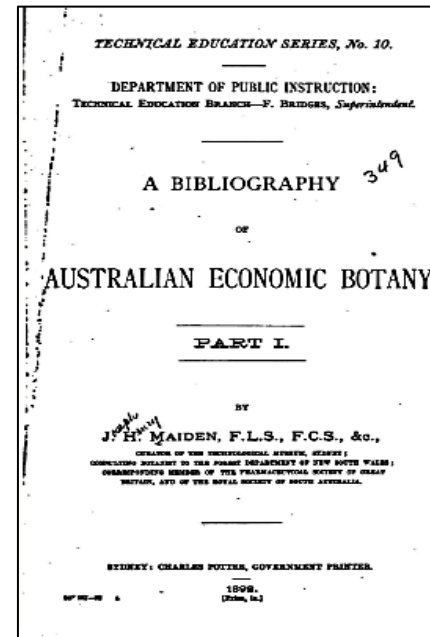 TECHNICAL EDUCATION SERIES, No. 10.
DEPARTMENT OF PUBLIC INSTRUCTION:
TECHNICAL EDUCATION BRANCH—F. BRIDGES, Superintendent.
349
A BIBLIOGRAPHY
OF
AUSTRALIAN ECONOMIC BOTANY
PART I.
BY
Joseph Henry
J. H. MAIDEN, F.L.S., F.C.S., &c.,
CURATOR OF THE TECHNOLOGICAL MUSEUM, SYDNEY;
CONSULTING BOTANIST TO THE FOREST DEPARTMENT OF NEW SOUTH WALES;
CORRESPONDING MEMBER OF THE PHARMACEUTICAL SOCIETY OF GREAT
BRITAIN, AND OF THE ROYAL SOCIETY OF SOUTH AUSTRALIA.
SYDNEY: CHARLES POTTER, GOVERNMENT PRINTER.
1892.